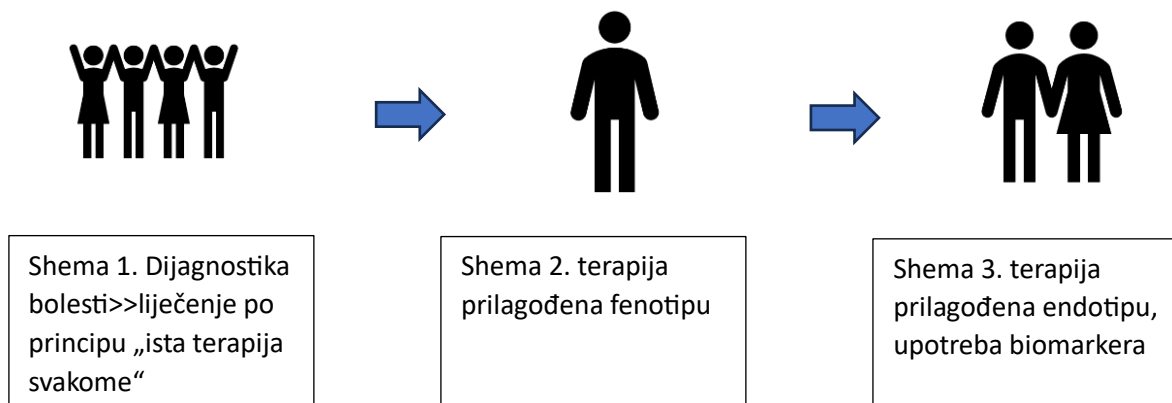 Shema 1. Dijagnostika
bolesti>>liječenje po
principu „ista terapija
svakome“
Shema 2. terapija
prilagođena fenotipu
Shema 3. terapija
prilagođena endotipu,
upotreba biomarkera